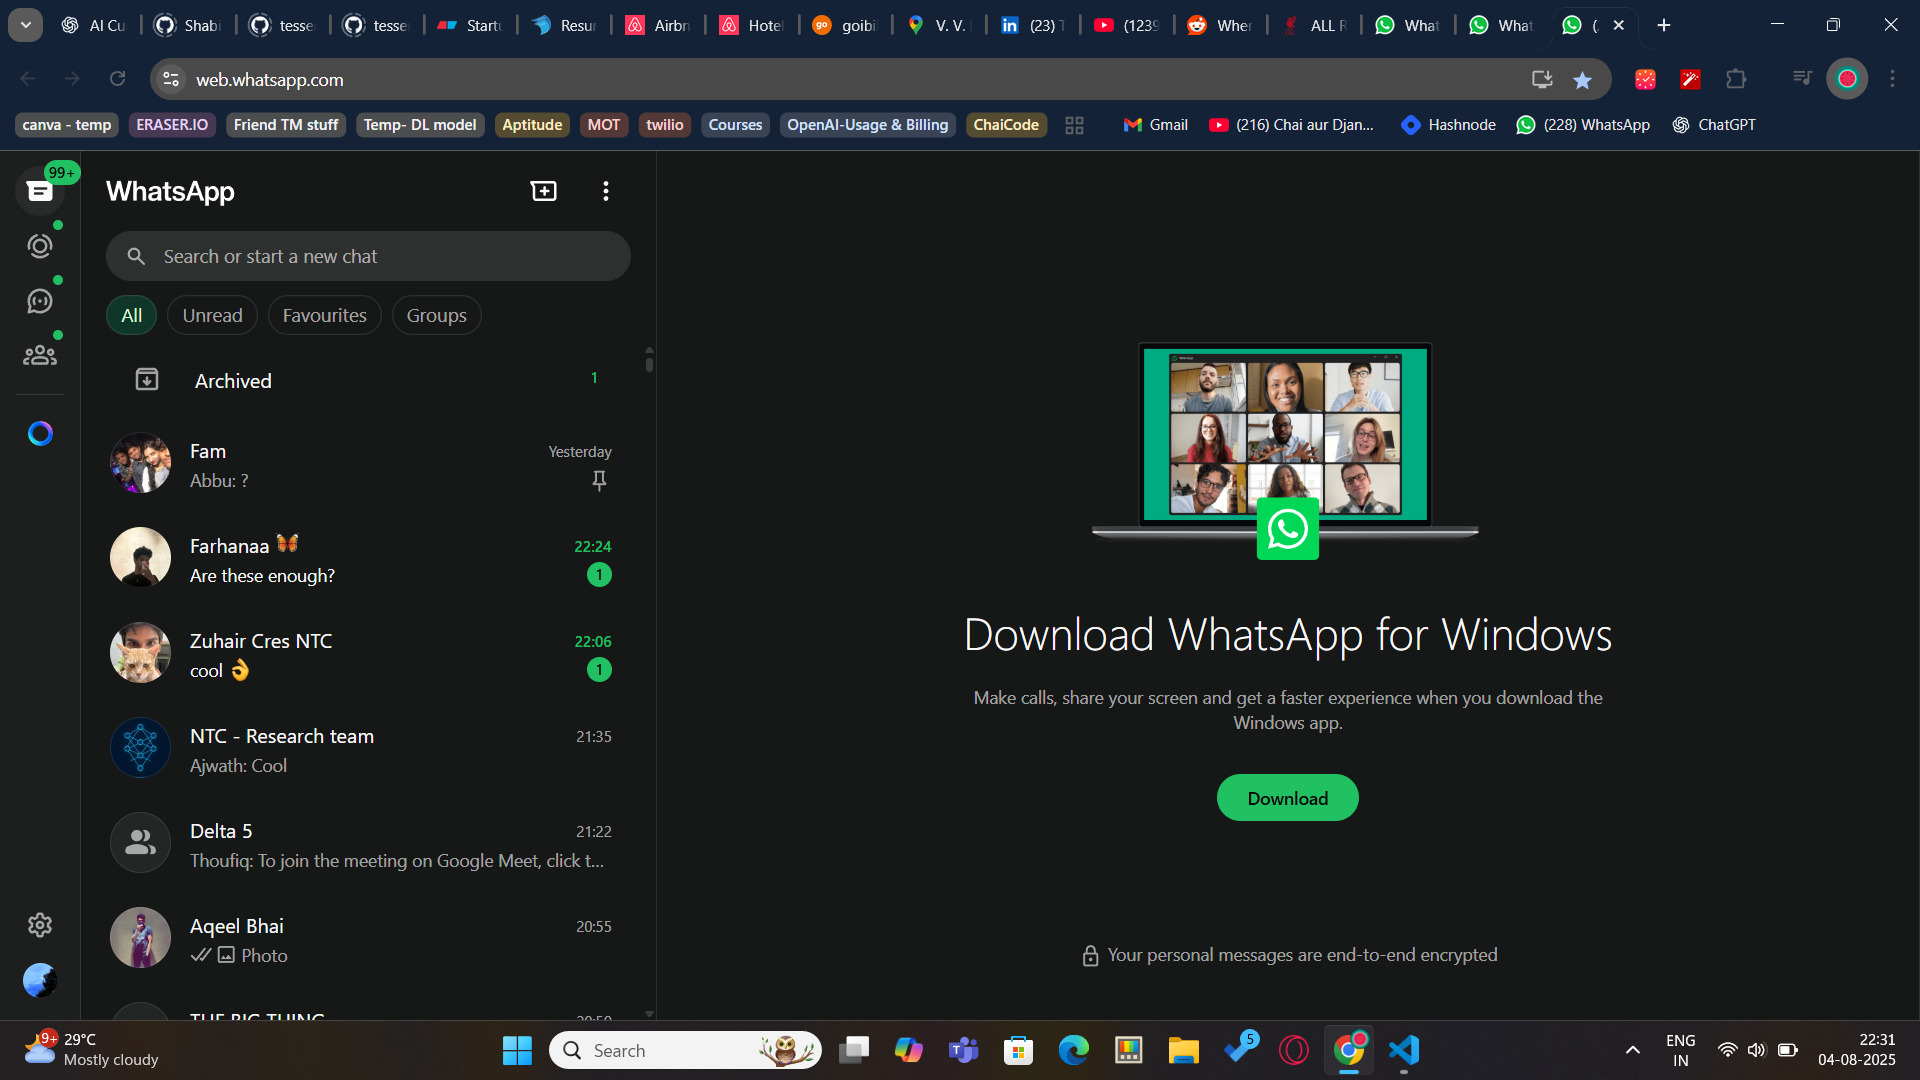 AI Cu
Shabi
tesse
tesse
Startu
Resur
Airbn
Hotel
go goibil
V. V.
in (23) T
(1239
Wher
ALL R
What
What
(
web.whatsapp.com
canva - temp
ERASER.IO
Friend TM stuff
Temp- DL model
Aptitude
MOT
twilio
Courses
OpenAI-Usage & Billing
ChaiCode
Gmail
(216) Chai aur Djan...
Hashnode
(228) WhatsApp
ChatGPT
99+
WhatsApp
Search or start a new chat
All
Unread
Favourites
Groups
Archived
1
Fam
Yesterday
Abbu: ?
Farhanaa 🦋
22:24
Are these enough?
1
Zuhair Cres NTC
22:06
cool 👌
1
NTC - Research team
21:35
Ajwath: Cool
Delta 5
21:22
Thoufiq: To join the meeting on Google Meet, click t...
Aqeel Bhai
20:55
Photo
THE BIG THING
20:50
Download WhatsApp for Windows
Make calls, share your screen and get a faster experience when you download the
Windows app.
Download
Your personal messages are end-to-end encrypted
9+
29°C
Mostly cloudy
Search
5
ENG
IN
22:31
04-08-2025